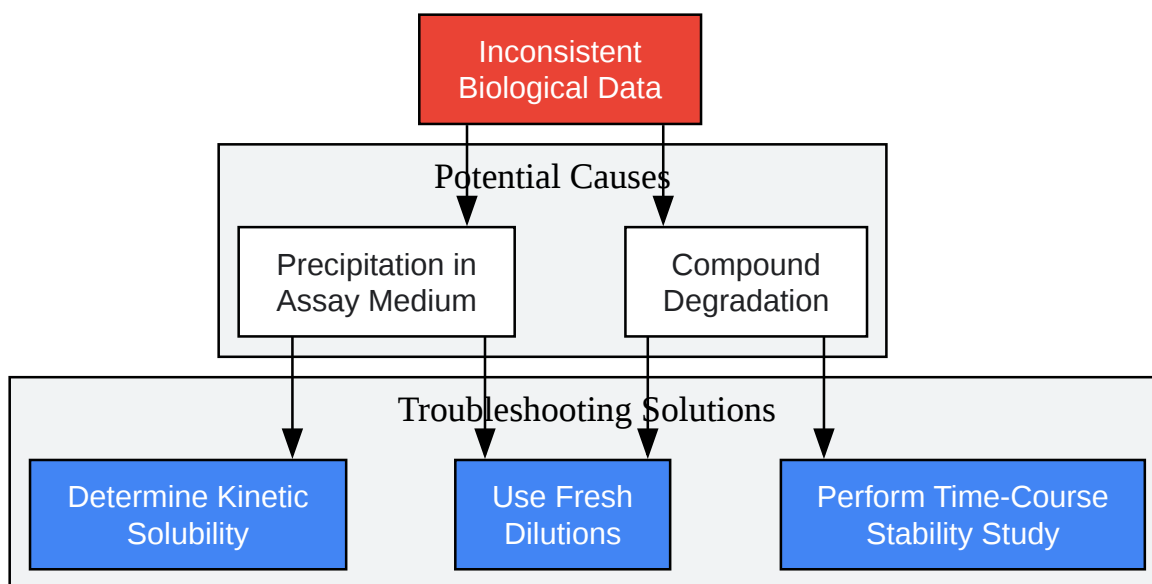 Inconsistent
Biological Data
Potential Causes
Precipitation in
Assay Medium
Compound
Degradation
Troubleshooting Solutions
Determine Kinetic
Solubility
Use Fresh
Dilutions
Perform Time-Course
Stability Study